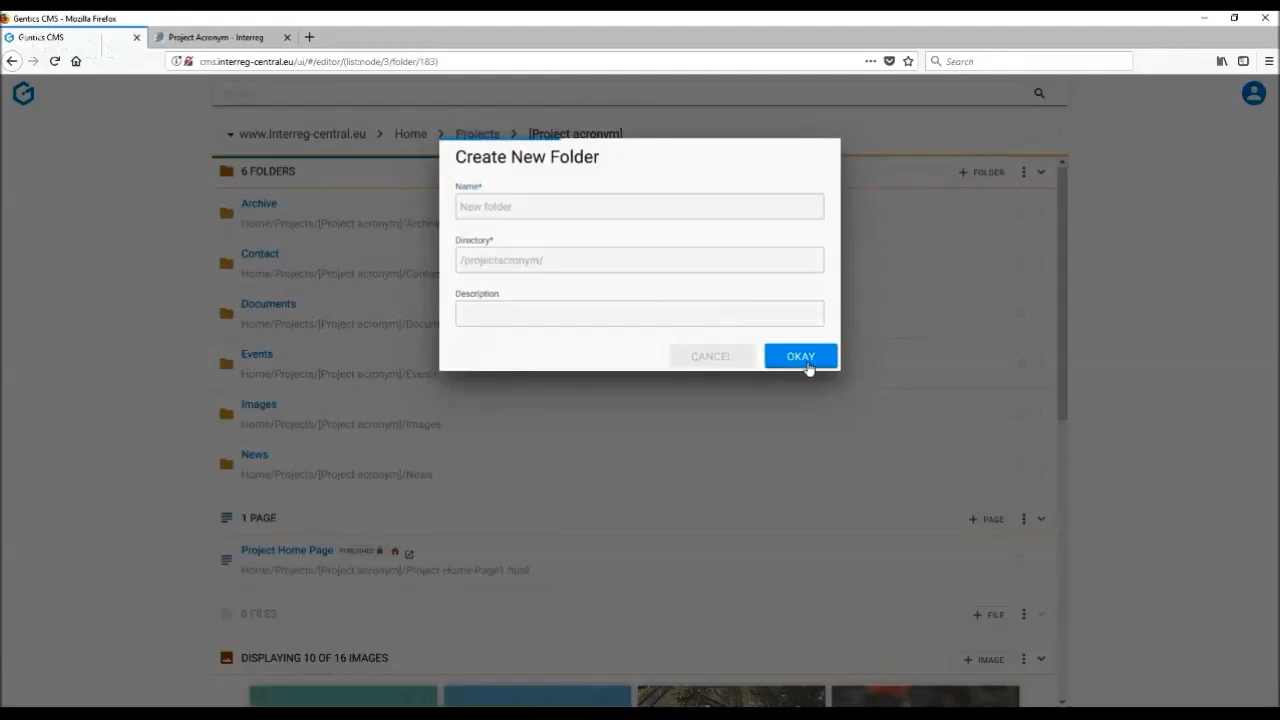 Gentics CMS - Mozilla Firefox
Gentics CMS
Project Acronym - Interreg
cms.interreg-central.eu/ui/#/editor/(list:node/3/folder/183)
Search
www.interreg-central.eu > Home > Projects > [Project acronym]
6 FOLDERS
+ FOLDER
Create New Folder
Name*
New folder
Directory*
/projectacronym/
Description
CANCEL
OKAY
Archive
Home/Projects/[Project acronym]/Archive
Contact
Home/Projects/[Project acronym]/Contac
Documents
Home/Projects/[Project acronym]/Docum
Events
Home/Projects/[Project acronym]/Events
Images
Home/Projects/[Project acronym]/Images
News
Home/Projects/[Project acronym]/News
1 PAGE
+ PAGE
Project Home Page PUBLISHED
Home/Projects/[Project acronym]/Project-Home-Page1.html
0 FILES
+ FILE
DISPLAYING 10 OF 16 IMAGES
+ IMAGE